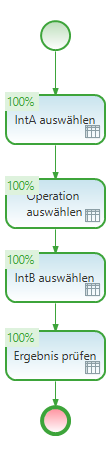 100%
IntA auswählen
100%
Operation
auswählen
100%
IntB auswählen
100%
Ergebnis prüfen